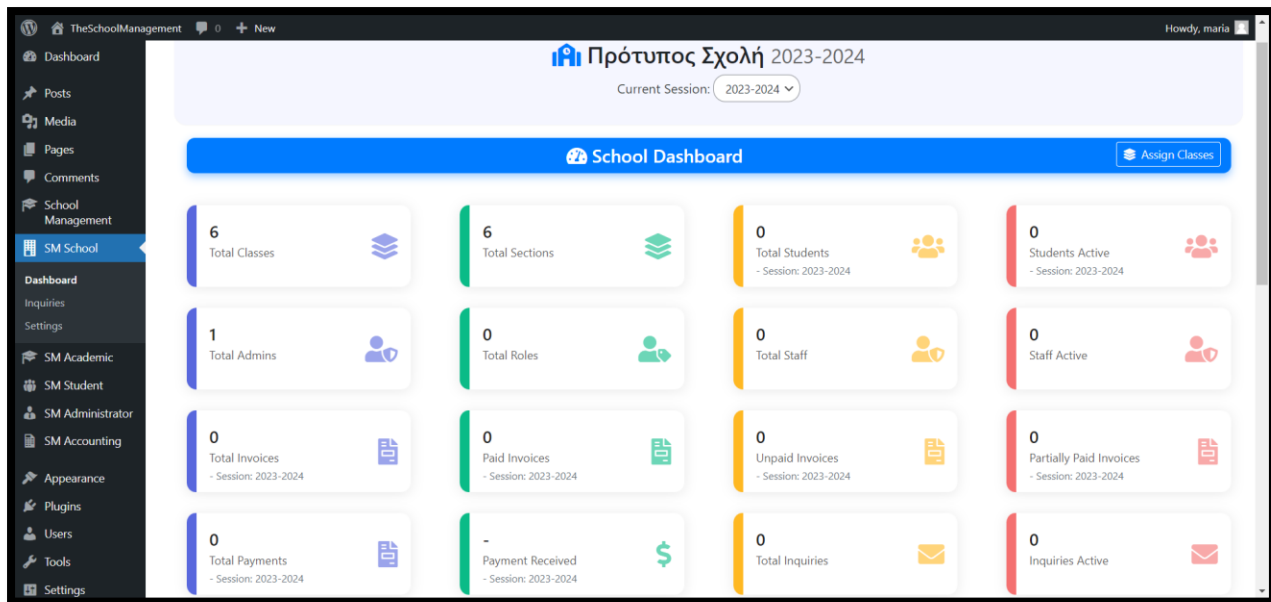 TheSchoolManagement 0 + New Howdy, maria
Dashboard
Posts
Media
Pages
Comments
School
Management
SM School
Dashboard
Inquiries
Settings
SM Academic
SM Student
SM Administrator
SM Accounting
Appearance
Plugins
Users
Tools
Settings
Πρότυπος Σχολή 2023-2024
Current Session: 2023-2024
School Dashboard
Assign Classes
6
Total Classes
6
Total Sections
0
Total Students
- Session: 2023-2024
0
Students Active
- Session: 2023-2024
1
Total Admins
0
Total Roles
0
Total Staff
0
Staff Active
0
Total Invoices
- Session: 2023-2024
0
Paid Invoices
- Session: 2023-2024
0
Unpaid Invoices
- Session: 2023-2024
0
Partially Paid Invoices
- Session: 2023-2024
0
Total Payments
- Session: 2023-2024
-
Payment Received
- Session: 2023-2024
0
Total Inquiries
0
Inquiries Active